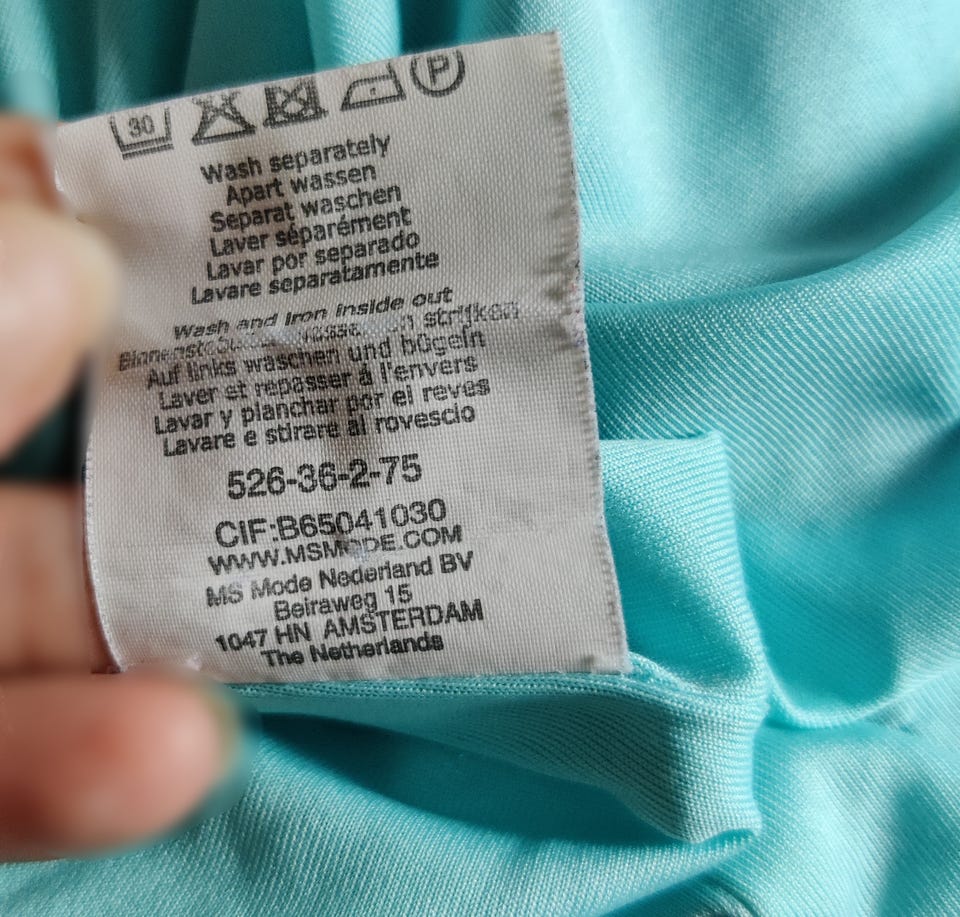 30 P
Wash separately
Apart wassen
Separat waschen
Laver séparément
Lavar por separado
Lavare separatamente
Wash and iron inside out
strijken
Auf links waschen und bügeln
Laver et repasser á l'envers
Lavar y planchar por el reves
Lavare e stirare al rovescio
526-36-2-75
CIF:B65041030
WWW.MSMODE.COM
MS Mode Nederland BV
Beiraweg 15
1047 HN AMSTERDAM
The Netherlands